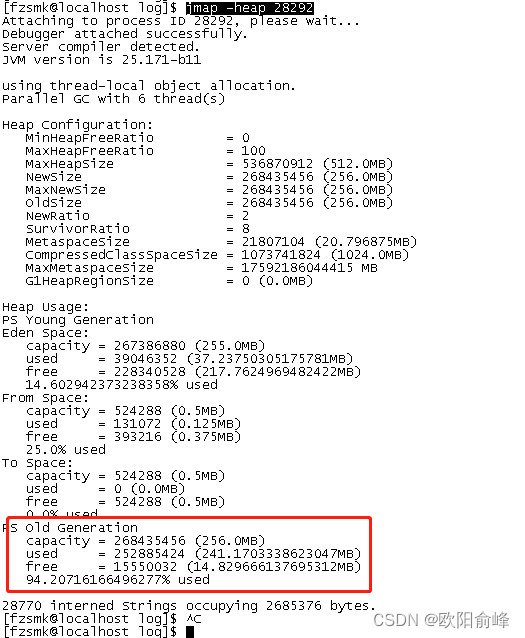 [fzsmk@localhost log]$ jmap -heap 28292
Attaching to process ID 28292, please wait...
Debugger attached successfully.
Server compiler detected.
JVM version is 25.171-b11

using thread-local object allocation.
Parallel GC with 6 thread(s)

Heap Configuration:
   MinHeapFreeRatio         = 0
   MaxHeapFreeRatio         = 100
   MaxHeapSize              = 536870912 (512.0MB)
   NewSize                  = 268435456 (256.0MB)
   MaxNewSize               = 268435456 (256.0MB)
   OldSize                  = 268435456 (256.0MB)
   NewRatio                 = 2
   SurvivorRatio            = 8
   MetaspaceSize            = 21807104 (20.796875MB)
   CompressedClassSpaceSize = 1073741824 (1024.0MB)
   MaxMetaspaceSize         = 17592186044415 MB
   G1HeapRegionSize         = 0 (0.0MB)

Heap Usage:
PS Young Generation
Eden Space:
   capacity = 267386880 (255.0MB)
   used     = 39046352 (37.23750305175781MB)
   free     = 228340528 (217.7624969482422MB)
   14.602942373238358% used
From Space:
   capacity = 524288 (0.5MB)
   used     = 131072 (0.125MB)
   free     = 393216 (0.375MB)
   25.0% used
To Space:
   capacity = 524288 (0.5MB)
   used     = 0 (0.0MB)
   free     = 524288 (0.5MB)
   0.0% used
PS Old Generation
   capacity = 268435456 (256.0MB)
   used     = 252885424 (241.1703338623047MB)
   free     = 15550032 (14.829666137695312MB)
   94.20716166496277% used

28770 interned Strings occupying 2685376 bytes.
[fzsmk@localhost log]$ ^C
[fzsmk@localhost log]$
CSDN @欧阳俞峰